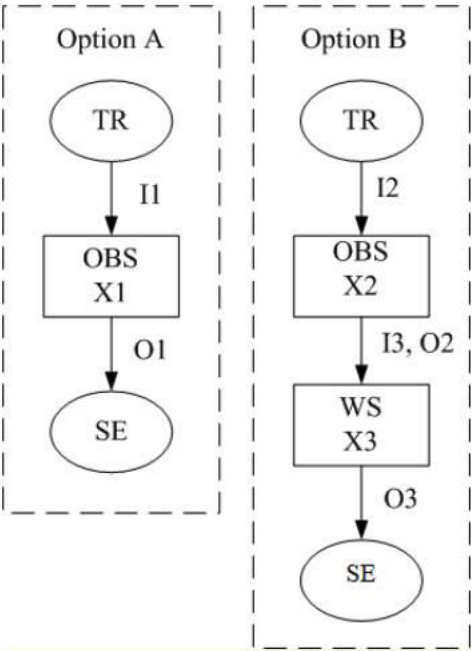 Option A
TR
I1
OBS
X1
O1
SE
Option B
TR
I2
OBS
X2
I3, O2
WS
X3
O3
SE